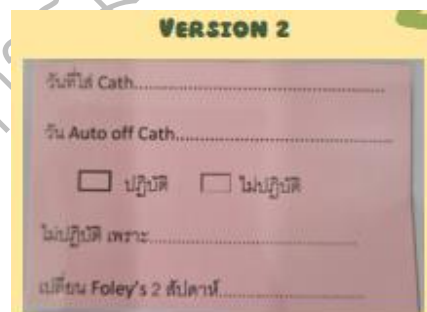 VERSION 2
วันที่ใส่ Cath........................................................
วัน Auto off Cath..................................................
ปฏิบัติ ไม่ปฏิบัติ
ไม่ปฏิบัติ เพราะ................................................
เปลี่ยน Foley's 2 สัปดาห์......................................